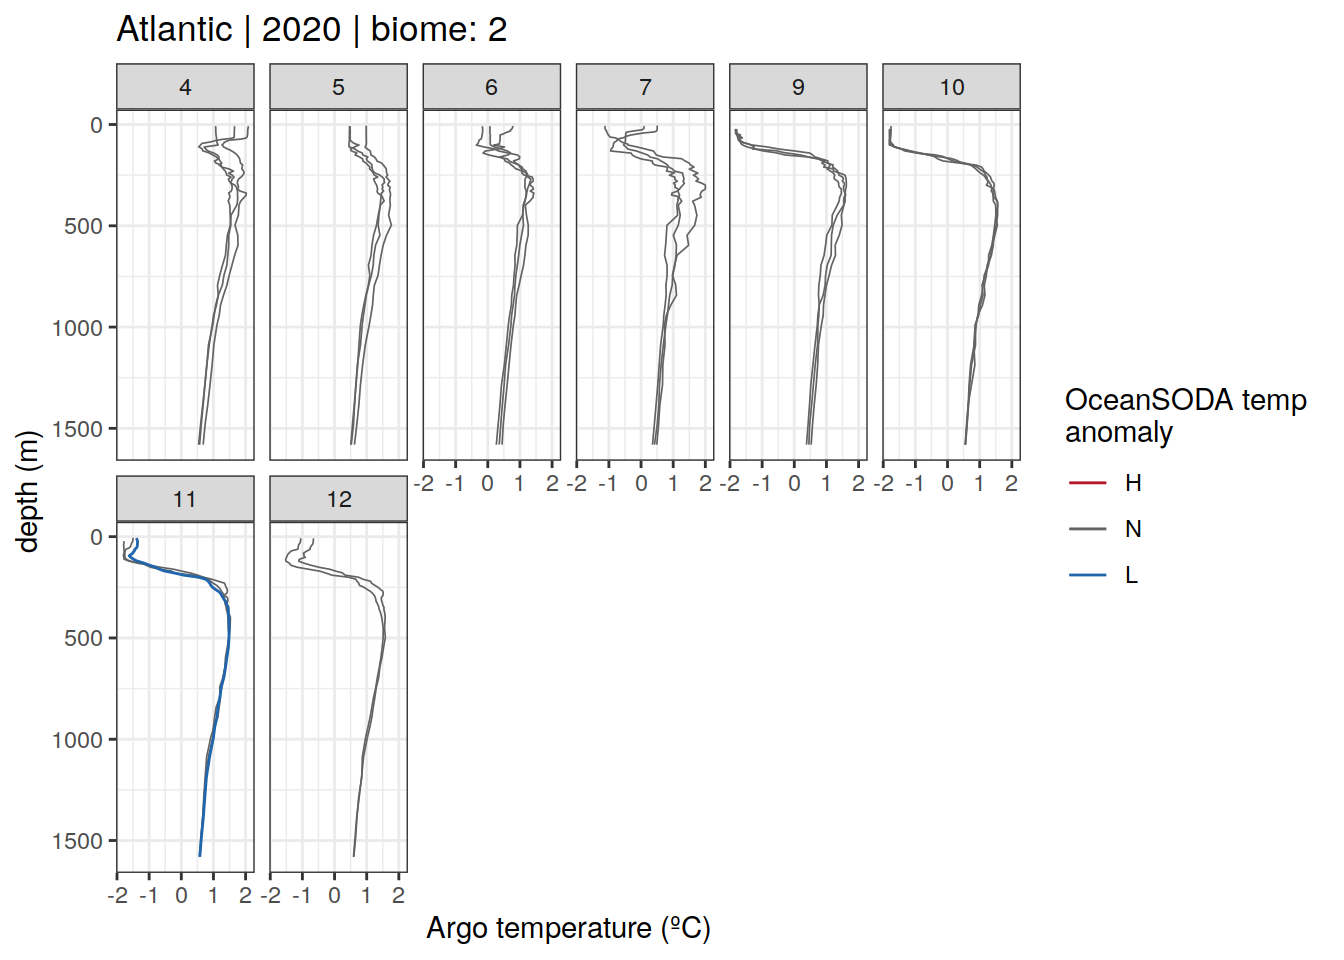 Atlantic | 2020 | biome: 2
4 5 6 7 9 10
0
500
1000
1500
-2 -1 0 1 2 -2 -1 0 1 2 -2 -1 0 1 2 -2 -1 0 1 2
11 12
0
500
1000
1500
-2 -1 0 1 2 -2 -1 0 1 2
depth (m)
Argo temperature (ºC)
OceanSODA temp
anomaly
H
N
L